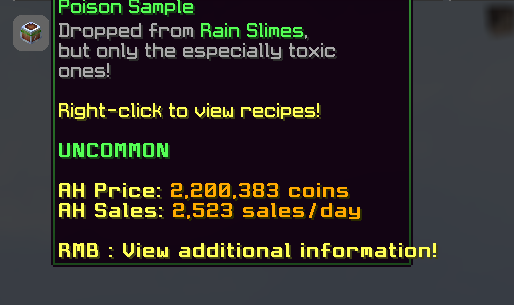 Poison Sample
Dropped from Rain Slimes,
but only the especially toxic
ones!
Right-click to view recipes!
UNCOMMON
AH Price: 2,200,383 coins
AH Sales: 2,523 sales/day
RMB : View additional information!